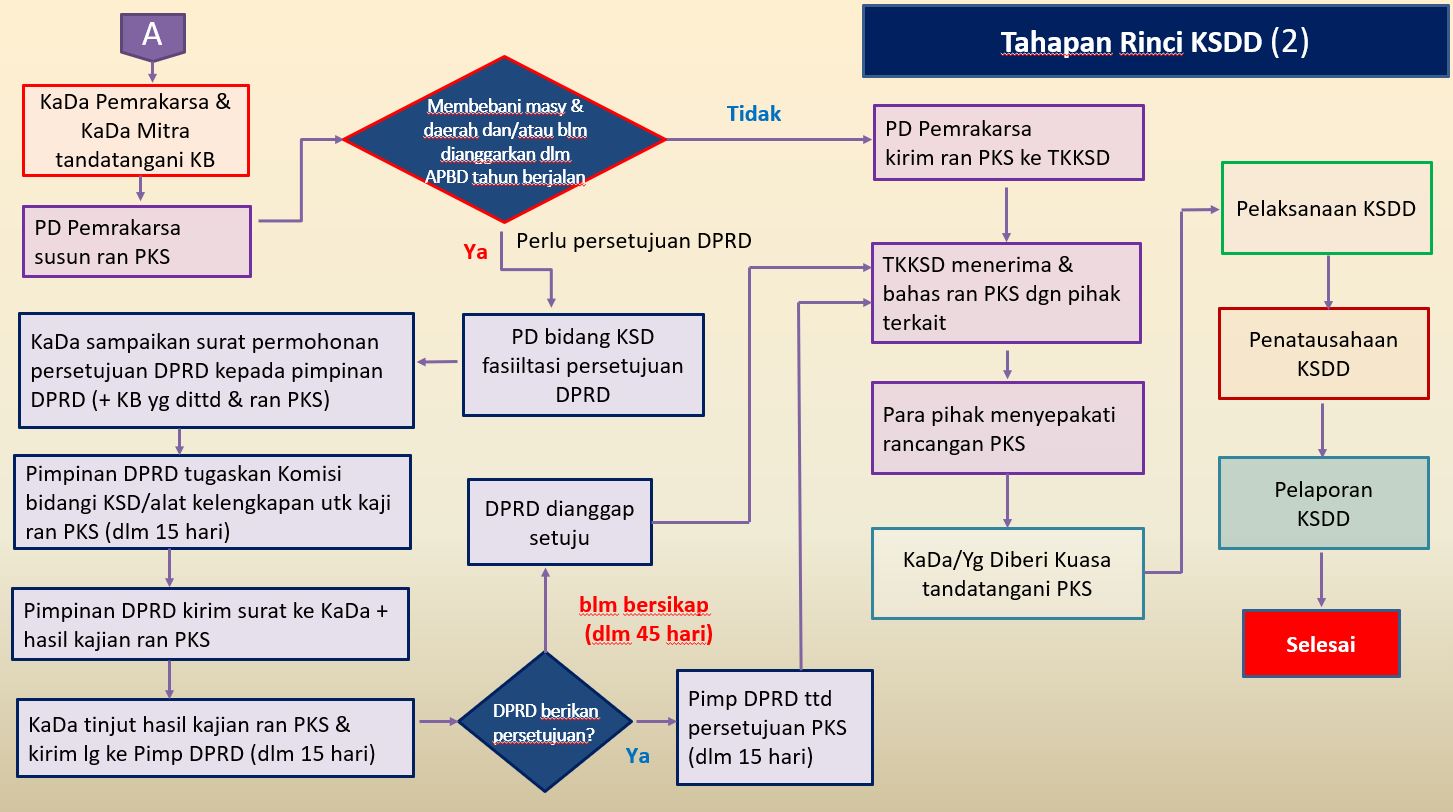 A
Tahapan Rinci KSDD (2)
KaDa Pemrakarsa &
KaDa Mitra
tandatangani KB
PD Pemrakarsa
susun ran PKS
Membebani masy &
daerah dan/atau blm
dianggarkan dlm
APBD tahun berjalan
Tidak
Ya
Perlu persetujuan DPRD
PD bidang KSD
fasiiltasi persetujuan
DPRD
KaDa sampaikan surat permohonan
persetujuan DPRD kepada pimpinan
DPRD (+ KB yg dittd & ran PKS)
Pimpinan DPRD tugaskan Komisi
bidangi KSD/alat kelengkapan utk kaji
ran PKS (dlm 15 hari)
Pimpinan DPRD kirim surat ke KaDa +
hasil kajian ran PKS
KaDa tinjut hasil kajian ran PKS &
kirim lg ke Pimp DPRD (dlm 15 hari)
DPRD berikan
persetujuan?
blm bersikap
(dlm 45 hari)
DPRD dianggap
setuju
Ya
Pimp DPRD ttd
persetujuan PKS
(dlm 15 hari)
PD Pemrakarsa
kirim ran PKS ke TKKSD
TKKSD menerima &
bahas ran PKS dgn pihak
terkait
Para pihak menyepakati
rancangan PKS
KaDa/Yg Diberi Kuasa
tandatangani PKS
Pelaksanaan KSDD
Penatausahaan
KSDD
Pelaporan
KSDD
Selesai